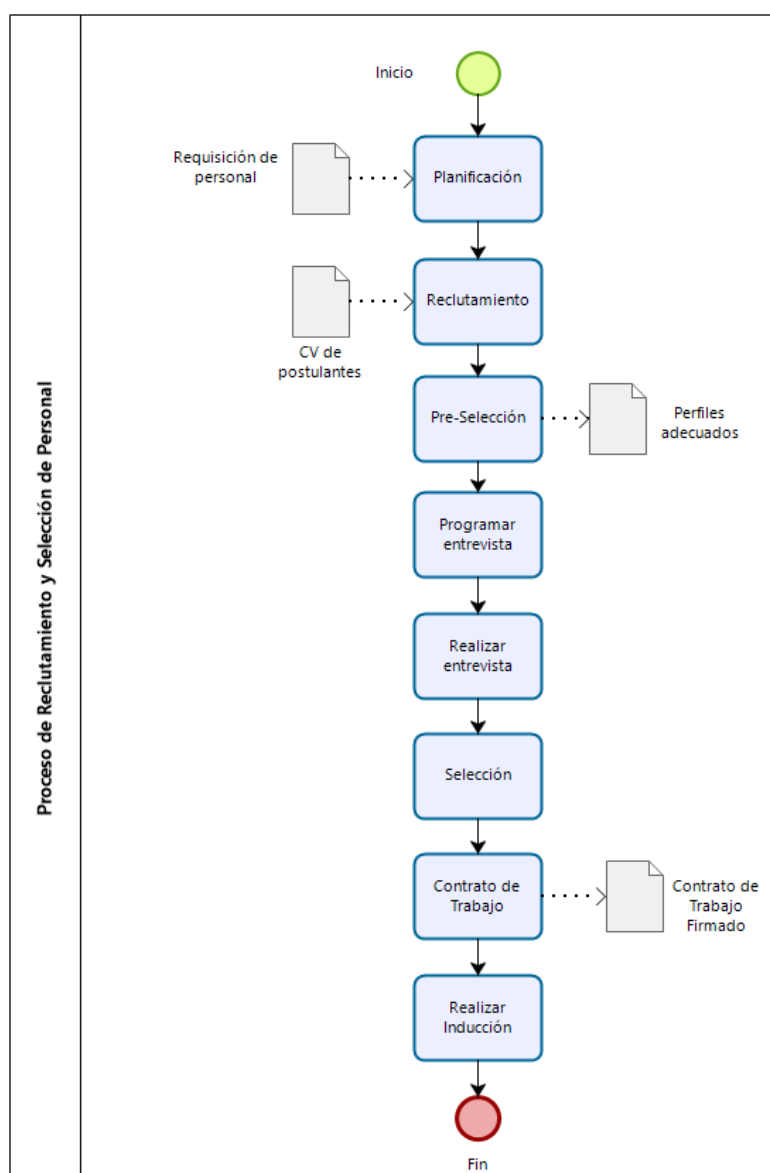 Proceso de Reclutamiento y Selección de Personal
Inicio
Requisición de
personal
Planificación
Reclutamiento
CV de
postulantes
Pre-Selección
Perfiles
adecuados
Programar
entrevista
Realizar
entrevista
Selección
Contrato de
Trabajo
Contrato de
Trabajo
Firmado
Realizar
Inducción
Fin